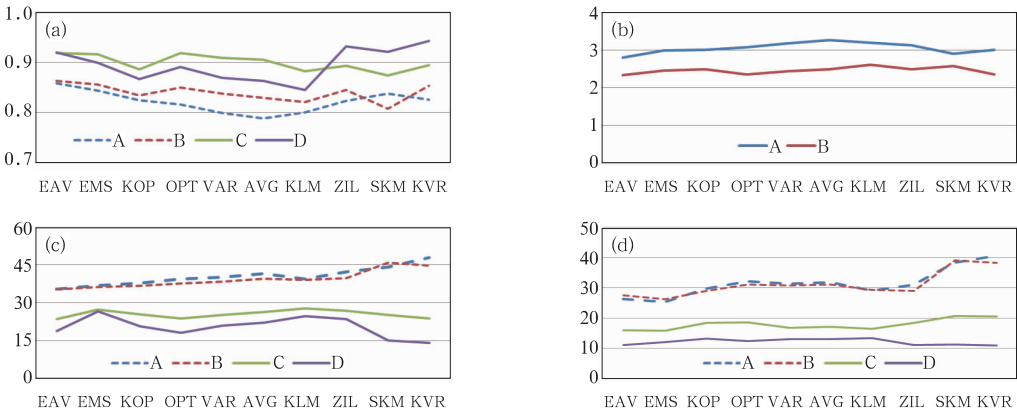 1.0
(a)
0.9
0.8
A B C D
0.7
EAV EMS KOP OPT VAR AVG KLM ZIL SKM KVR
4
(b)
3
2
1
A B
0
EAV EMS KOP OPT VAR AVG KLM ZIL SKM KVR
60
(c)
45
30
15
A B C D
0
EAV EMS KOP OPT VAR AVG KLM ZIL SKM KVR
50
(d)
40
30
20
10
A B C D
0
EAV EMS KOP OPT VAR AVG KLM ZIL SKM KVR